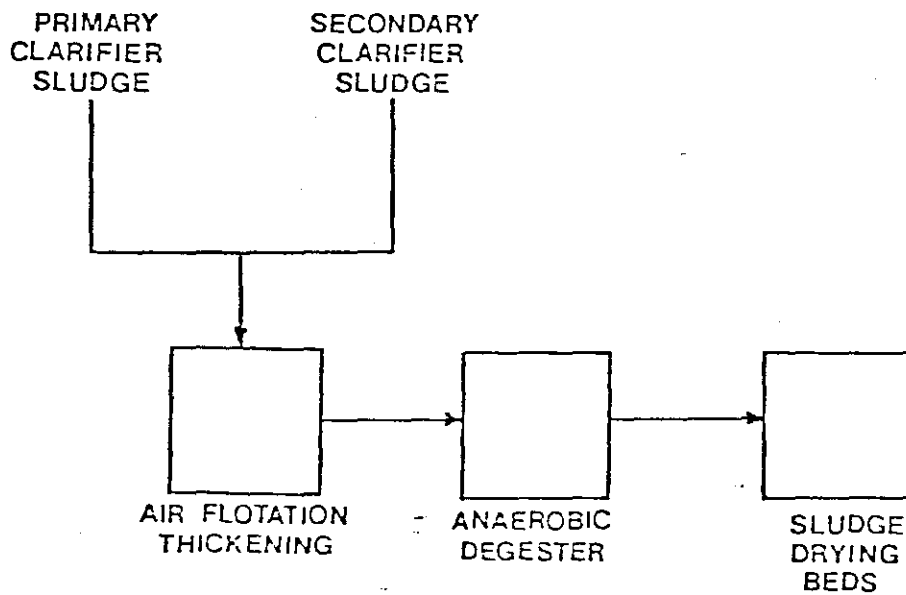 PRIMARY
CLARIFIER
SLUDGE
SECONDARY
CLARIFIER
SLUDGE
AIR FLOTATION
THICKENING
ANAEROBIC
DEGESTER
SLUDGE
DRYING
BEDS